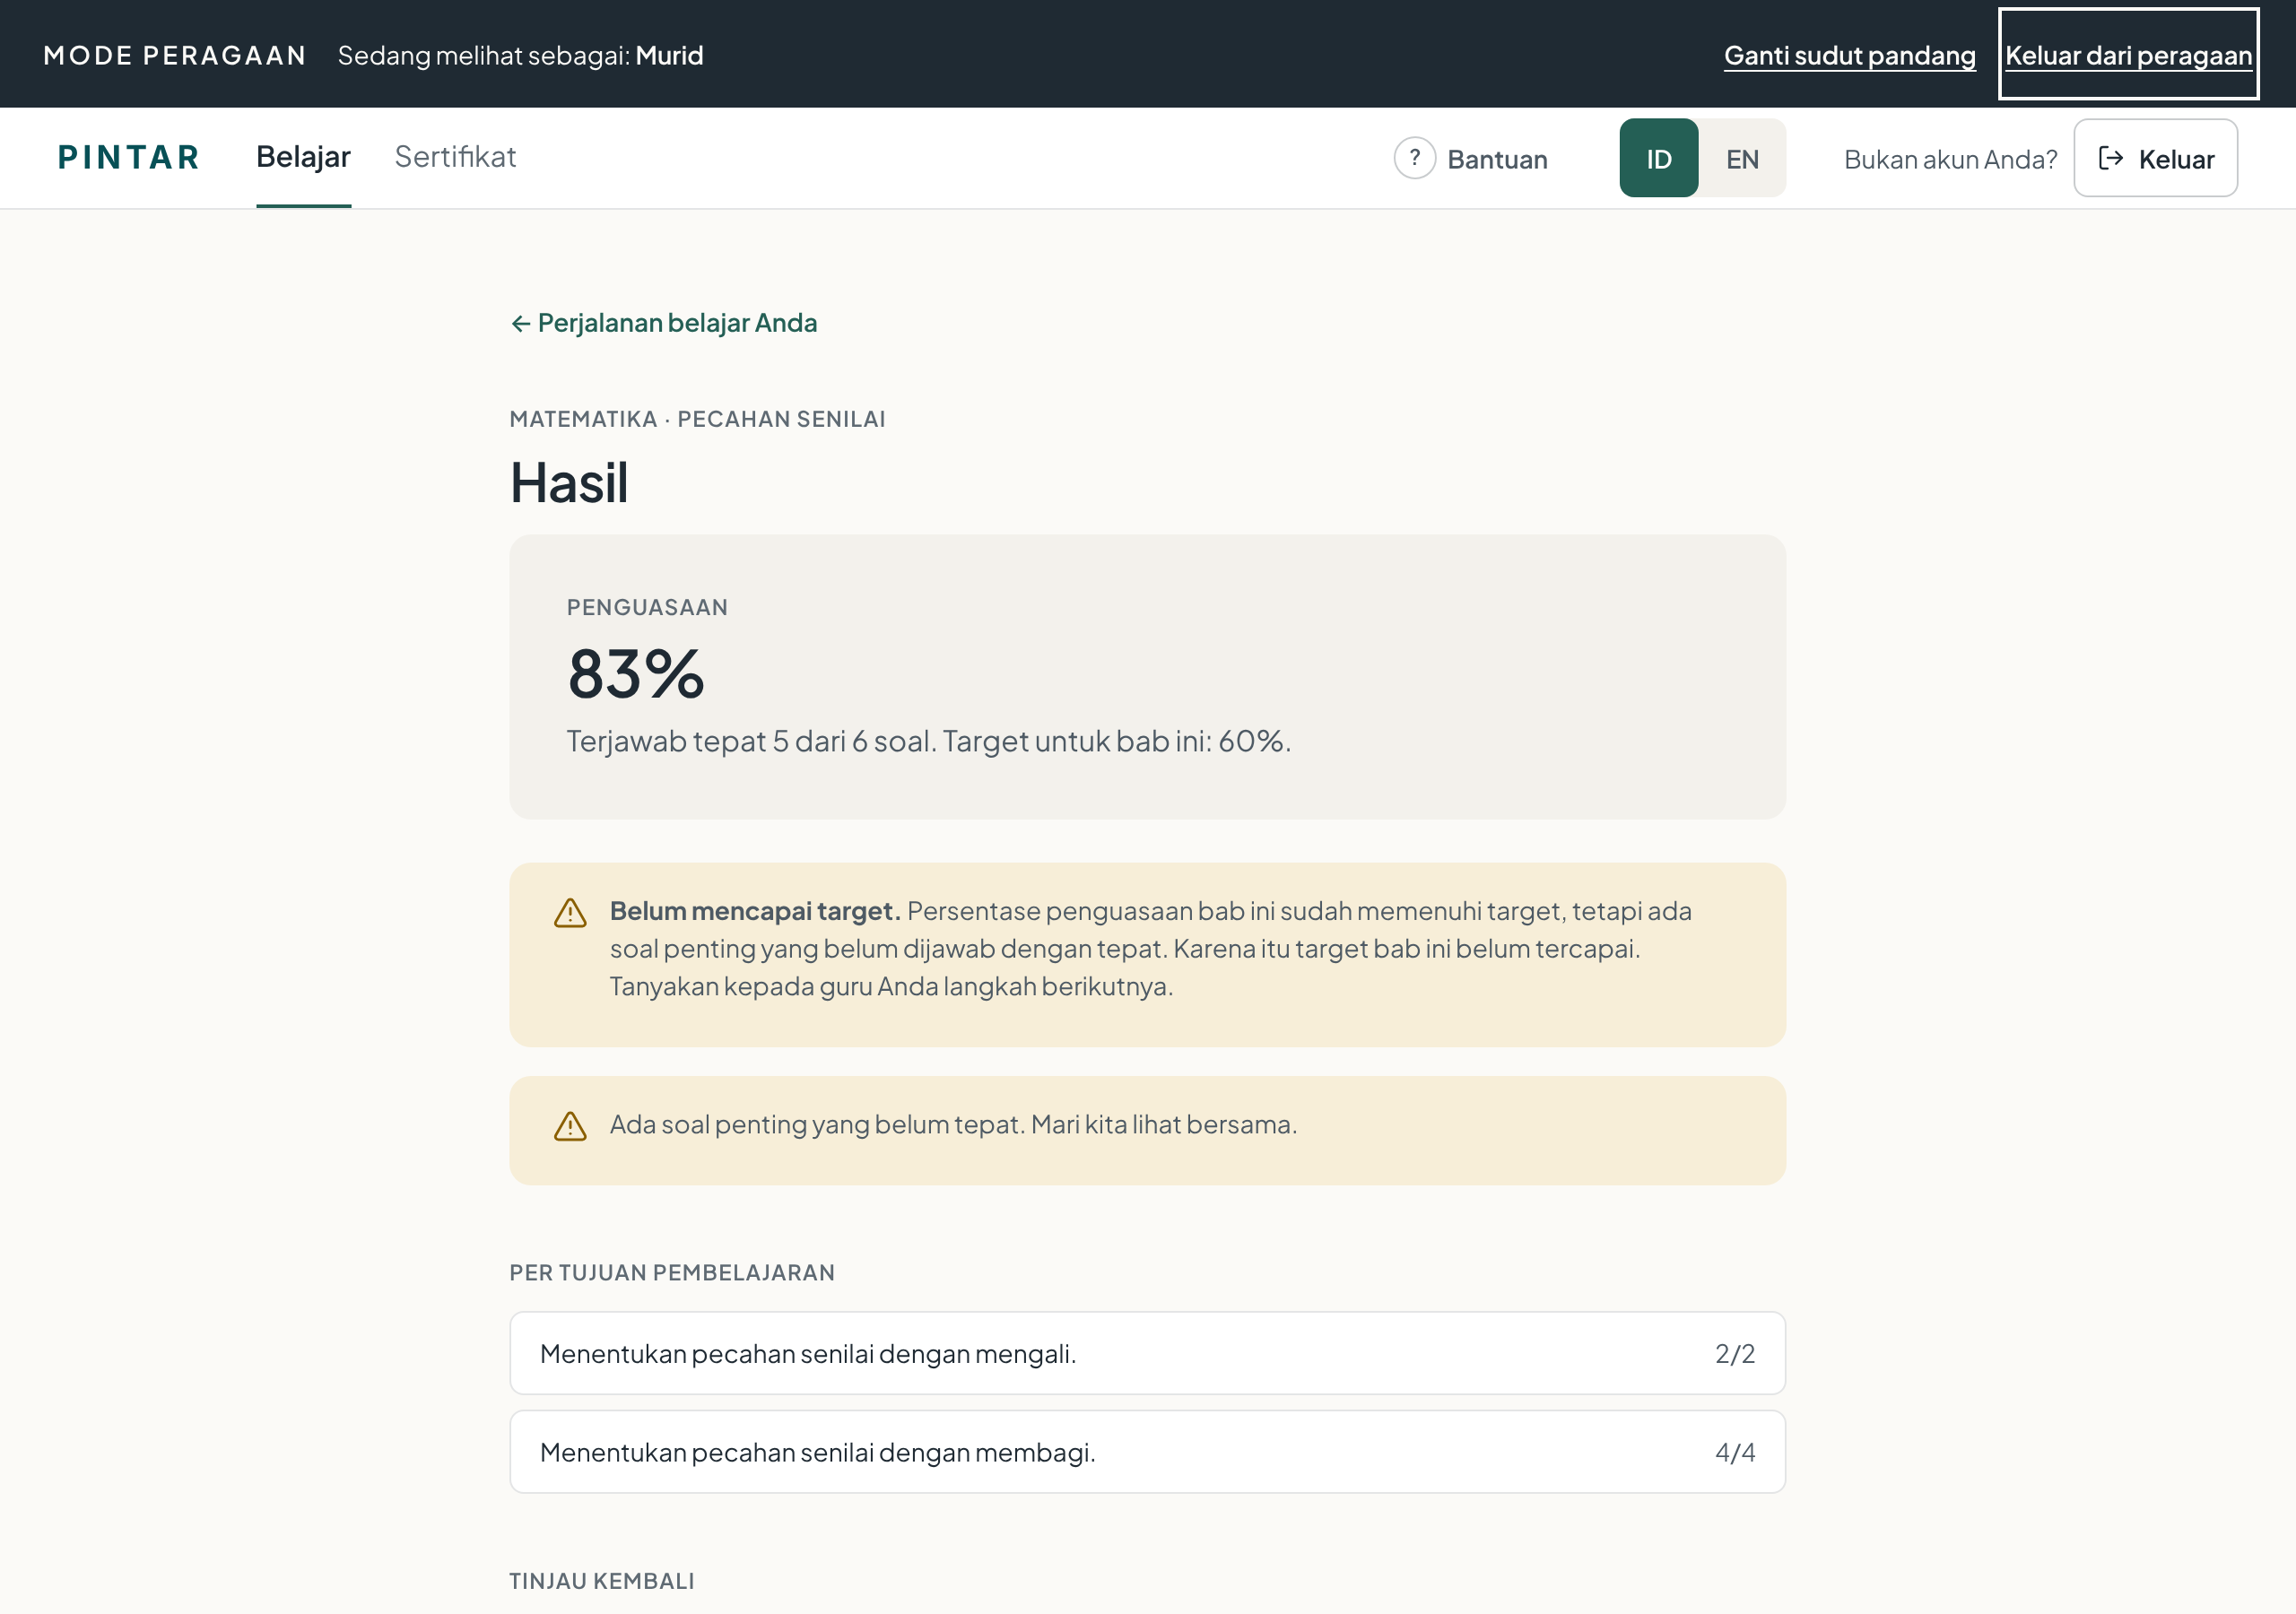 MODE PERAGAAN Sedang melihat sebagai: Murid Ganti sudut pandang Keluar dari peragaan
PINTAR Belajar Sertifikat ? Bantuan ID EN Bukan akun Anda? Keluar
← Perjalanan belajar Anda
MATEMATIKA · PECAHAN SENILAI
Hasil
PENGUASAAN
83%
Terjawab tepat 5 dari 6 soal. Target untuk bab ini: 60%.
Belum mencapai target. Persentase penguasaan bab ini sudah memenuhi target, tetapi ada
soal penting yang belum dijawab dengan tepat. Karena itu target bab ini belum tercapai.
Tanyakan kepada guru Anda langkah berikutnya.
Ada soal penting yang belum tepat. Mari kita lihat bersama.
PER TUJUAN PEMBELAJARAN
Menentukan pecahan senilai dengan mengali. 2/2
Menentukan pecahan senilai dengan membagi. 4/4
TINJAU KEMBALI